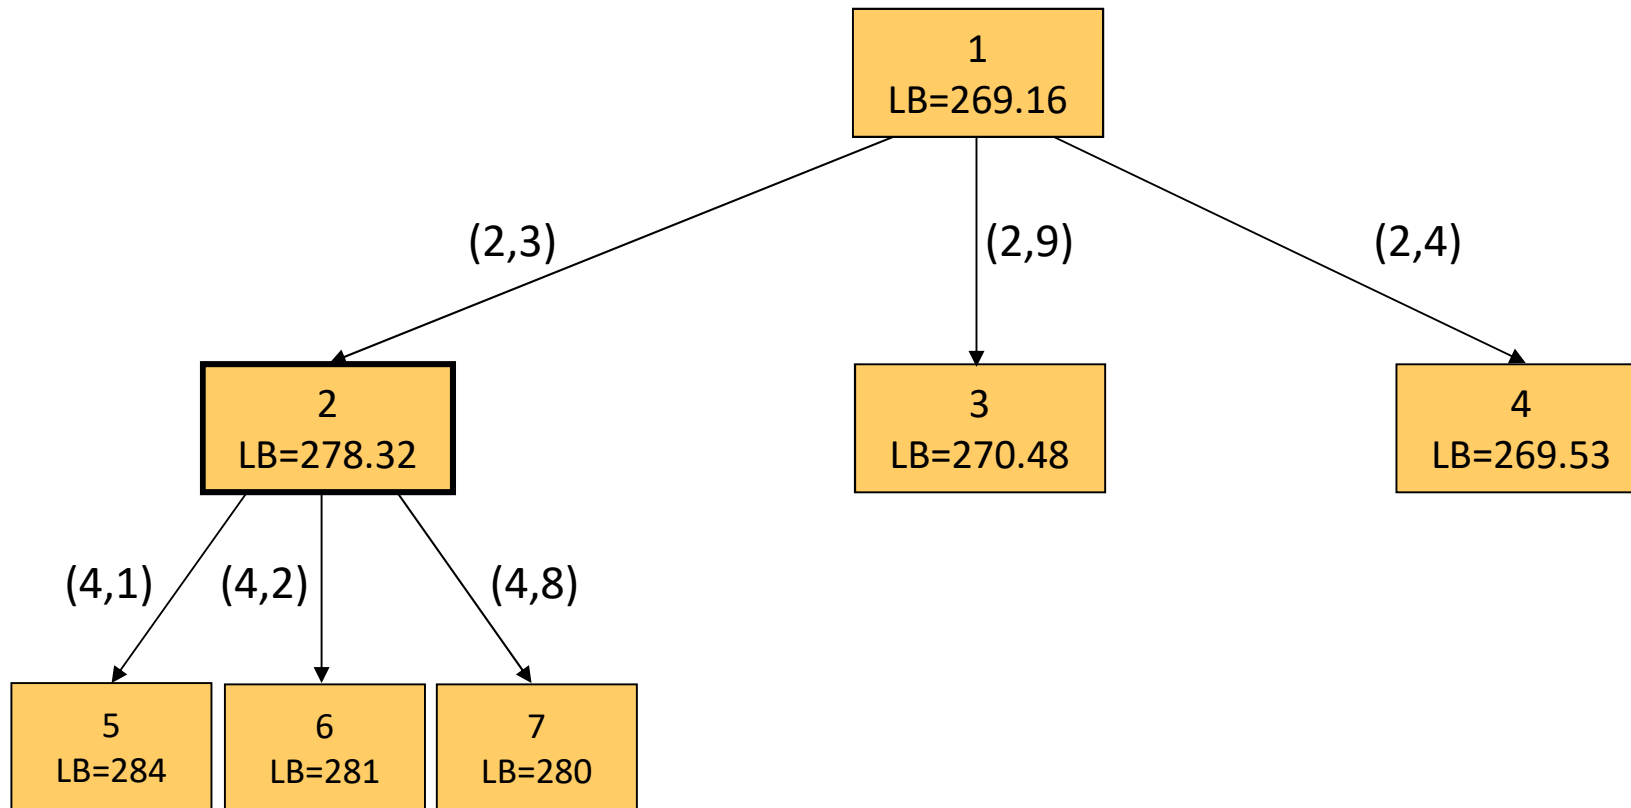 1
LB=269.16
(2,3)
(2,9)
(2,4)
2
LB=278.32
3
LB=270.48
4
LB=269.53
(4,1)
(4,2)
(4,8)
5
LB=284
6
LB=281
7
LB=280